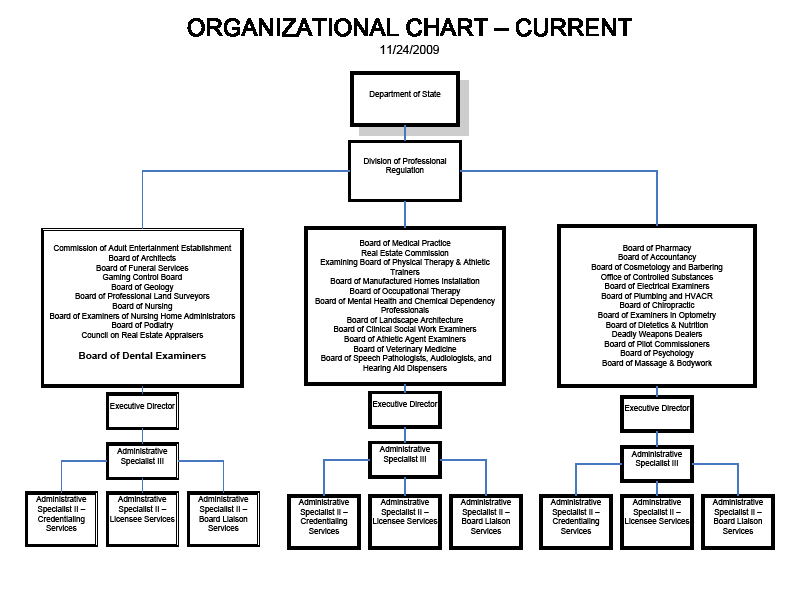 ORGANIZATIONAL CHART – CURRENT
11/24/2009
Department of State
Division of Professional
Regulation
Commission of Adult Entertainment Establishment
Board of Architects
Board of Funeral Services
Gaming Control Board
Board of Geology
Board of Professional Land Surveyors
Board of Nursing
Board of Examiners of Nursing Home Administrators
Board of Podiatry
Council on Real Estate Appraisers
Board of Dental Examiners
Board of Medical Practice
Real Estate Commission
Examining Board of Physical Therapy & Athletic
Trainers
Board of Manufactured Homes Installation
Board of Occupational Therapy
Board of Mental Health and Chemical Dependency
Professionals
Board of Landscape Architecture
Board of Clinical Social Work Examiners
Board of Athletic Agent Examiners
Board of Veterinary Medicine
Board of Speech Pathologists, Audiologists, and
Hearing Aid Dispensers
Board of Pharmacy
Board of Accountancy
Board of Cosmetology and Barbering
Office of Controlled Substances
Board of Electrical Examiners
Board of Plumbing and HVACR
Board of Chiropractic
Board of Examiners in Optometry
Board of Dietetics & Nutrition
Deadly Weapons Dealers
Board of Pilot Commissioners
Board of Psychology
Board of Massage & Bodywork
Executive Director
Executive Director
Executive Director
Administrative
Specialist III
Administrative
Specialist III
Administrative
Specialist III
Administrative
Specialist II –
Credentialing
Services
Administrative
Specialist II –
Licensee Services
Administrative
Specialist II –
Board Liaison
Services
Administrative
Specialist II –
Credentialing
Services
Administrative
Specialist II –
Licensee Services
Administrative
Specialist II –
Board Liaison
Services
Administrative
Specialist II –
Credentialing
Services
Administrative
Specialist II –
Licensee Services
Administrative
Specialist II –
Board Liaison
Services